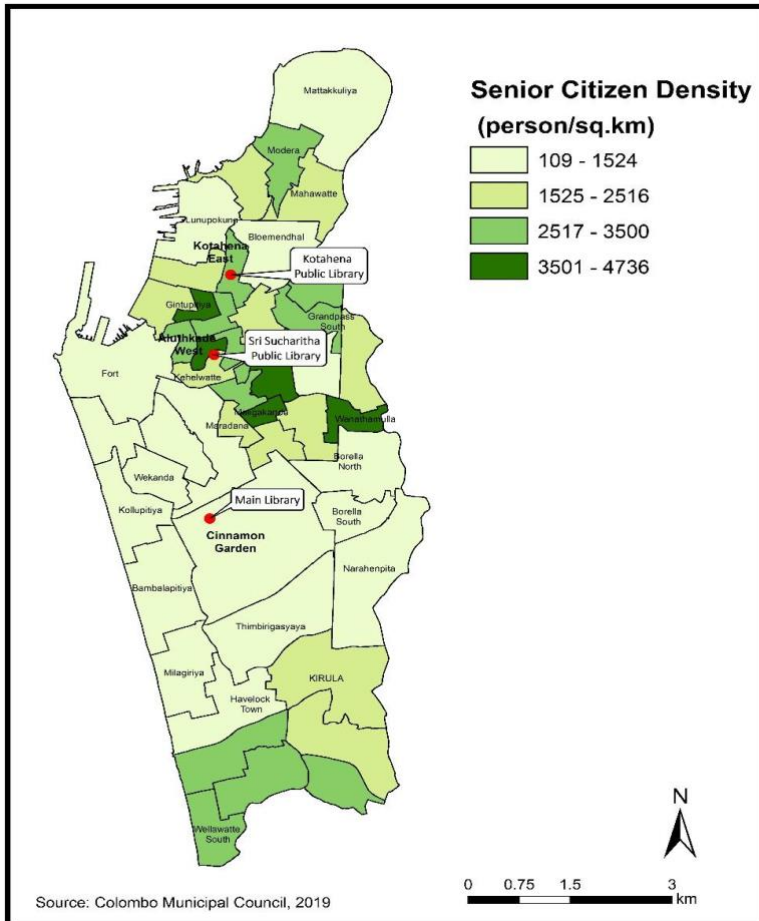 Senior Citizen Density
(person/sq.km)
109 - 1524
1525 - 2516
2517 - 3500
3501 - 4736
Mattakkuliya
Modera
Mahawatte
Lunupokune
Bloemendhal
Kotahena
East
Kotahena
Public Library
Gintupitiya
Grandpass
South
Aluthkada
West
Sri Sucharitha
Public Library
Fort
Kehelwatte
Maligakanda
Wanathamulla
Maradana
Borella
North
Wekanda
Kollupitiya
Main Library
Borella
South
Cinnamon
Garden
Narahenpita
Bambalapitiya
Thimbirigasyaya
Milagiriya
KIRULA
Havelock
Town
Wellawatte
South
N
0 0.75 1.5 3
km
Source: Colombo Municipal Council, 2019